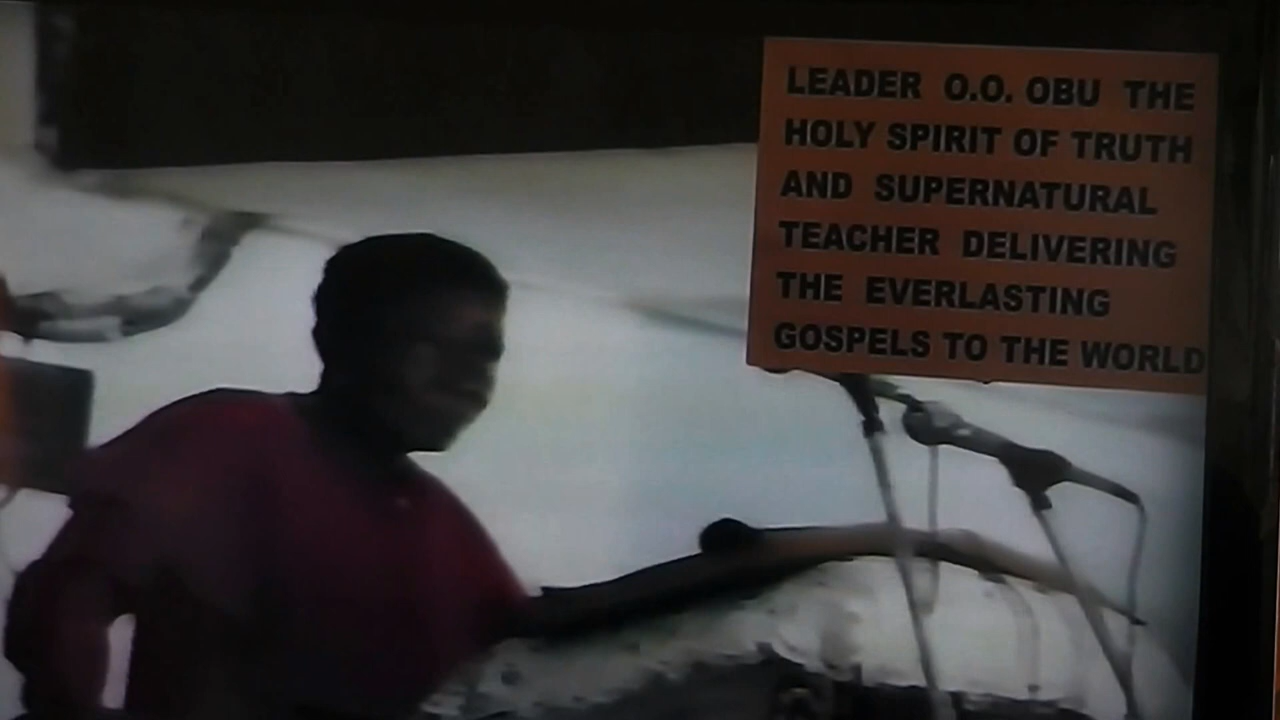 LEADER O.O. OBU THE
HOLY SPIRIT OF TRUTH
AND SUPERNATURAL
TEACHER DELIVERING
THE EVERLASTING
GOSPELS TO THE WORLD